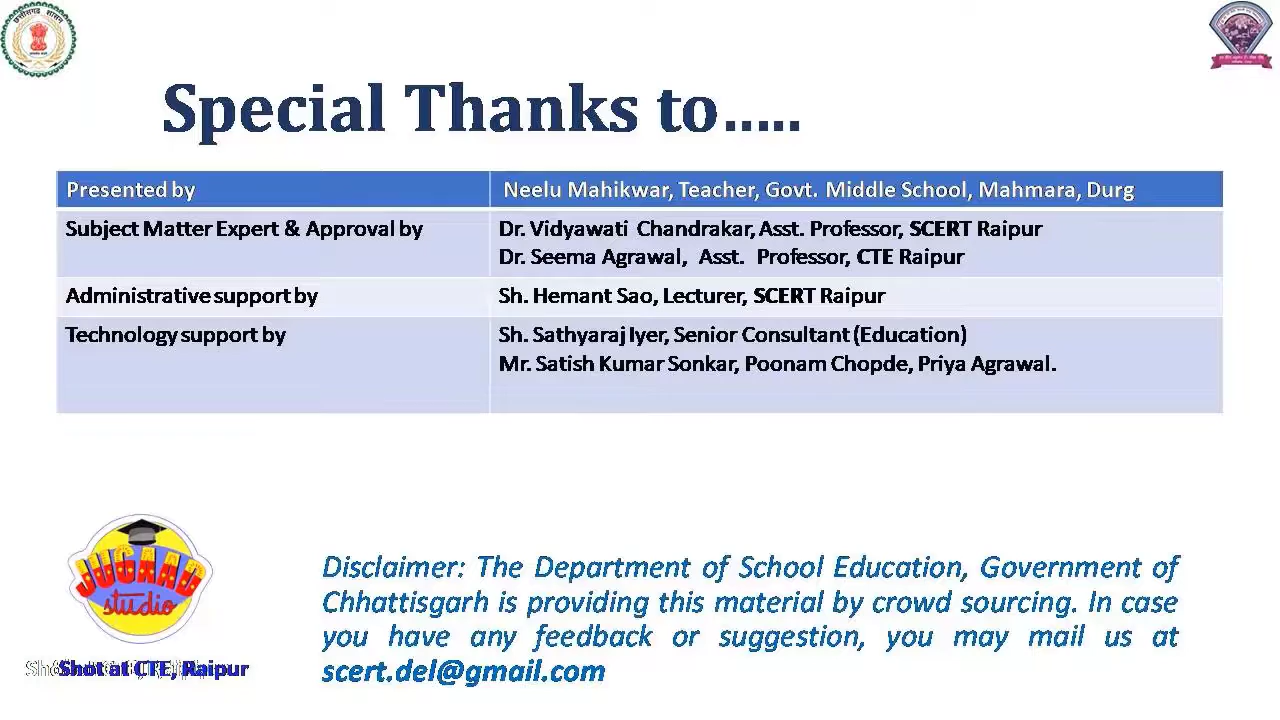 छत्तीसगढ़ शासन
Special Thanks to.....
Presented by
Neelu Mahikwar, Teacher, Govt. Middle School, Mahmara, Durg
Subject Matter Expert & Approval by
Dr. Vidyawati Chandrakar, Asst. Professor, SCERT Raipur
Dr. Seema Agrawal, Asst. Professor, CTE Raipur
Administrative support by
Sh. Hemant Sao, Lecturer, SCERT Raipur
Technology support by
Sh. Sathyaraj Iyer, Senior Consultant (Education)
Mr. Satish Kumar Sonkar, Poonam Chopde, Priya Agrawal.
JUGAAD
studio
Shot at CTE, Raipur
Disclaimer: The Department of School Education, Government of
Chhattisgarh is providing this material by crowd sourcing. In case
you have any feedback or suggestion, you may mail us at
scert.del@gmail.com